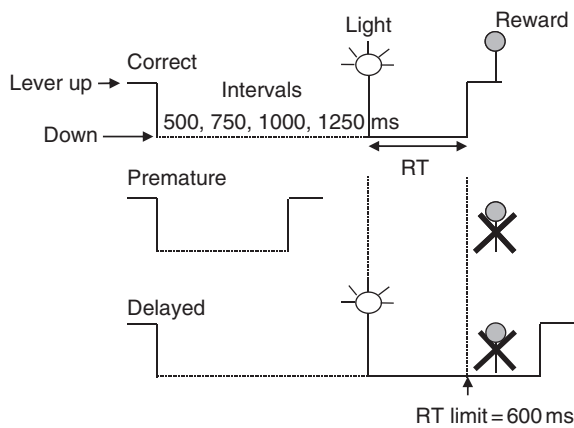 Light
Reward
Correct
Lever up
Intervals
500, 750, 1000, 1250 ms
Down
RT
Premature
Delayed
RT limit = 600 ms